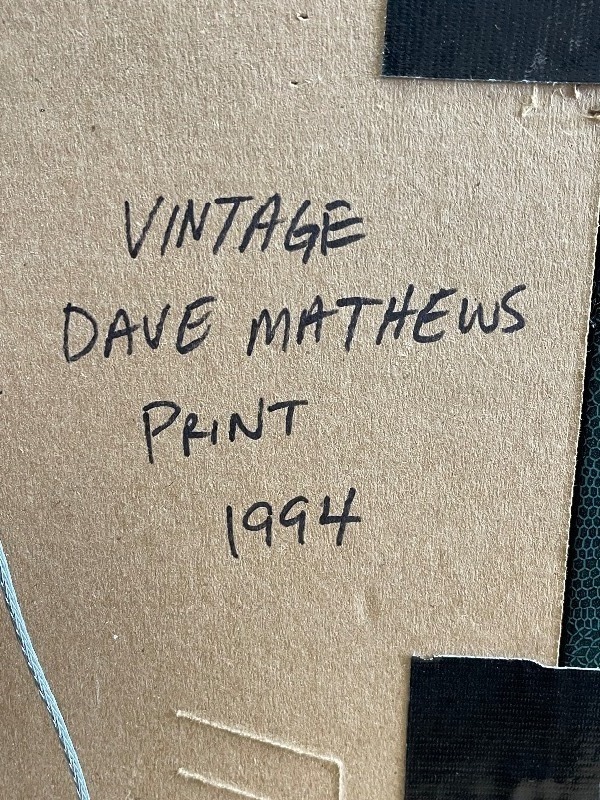 VINTAGE
DAVE MATHEWS
PRINT
1994